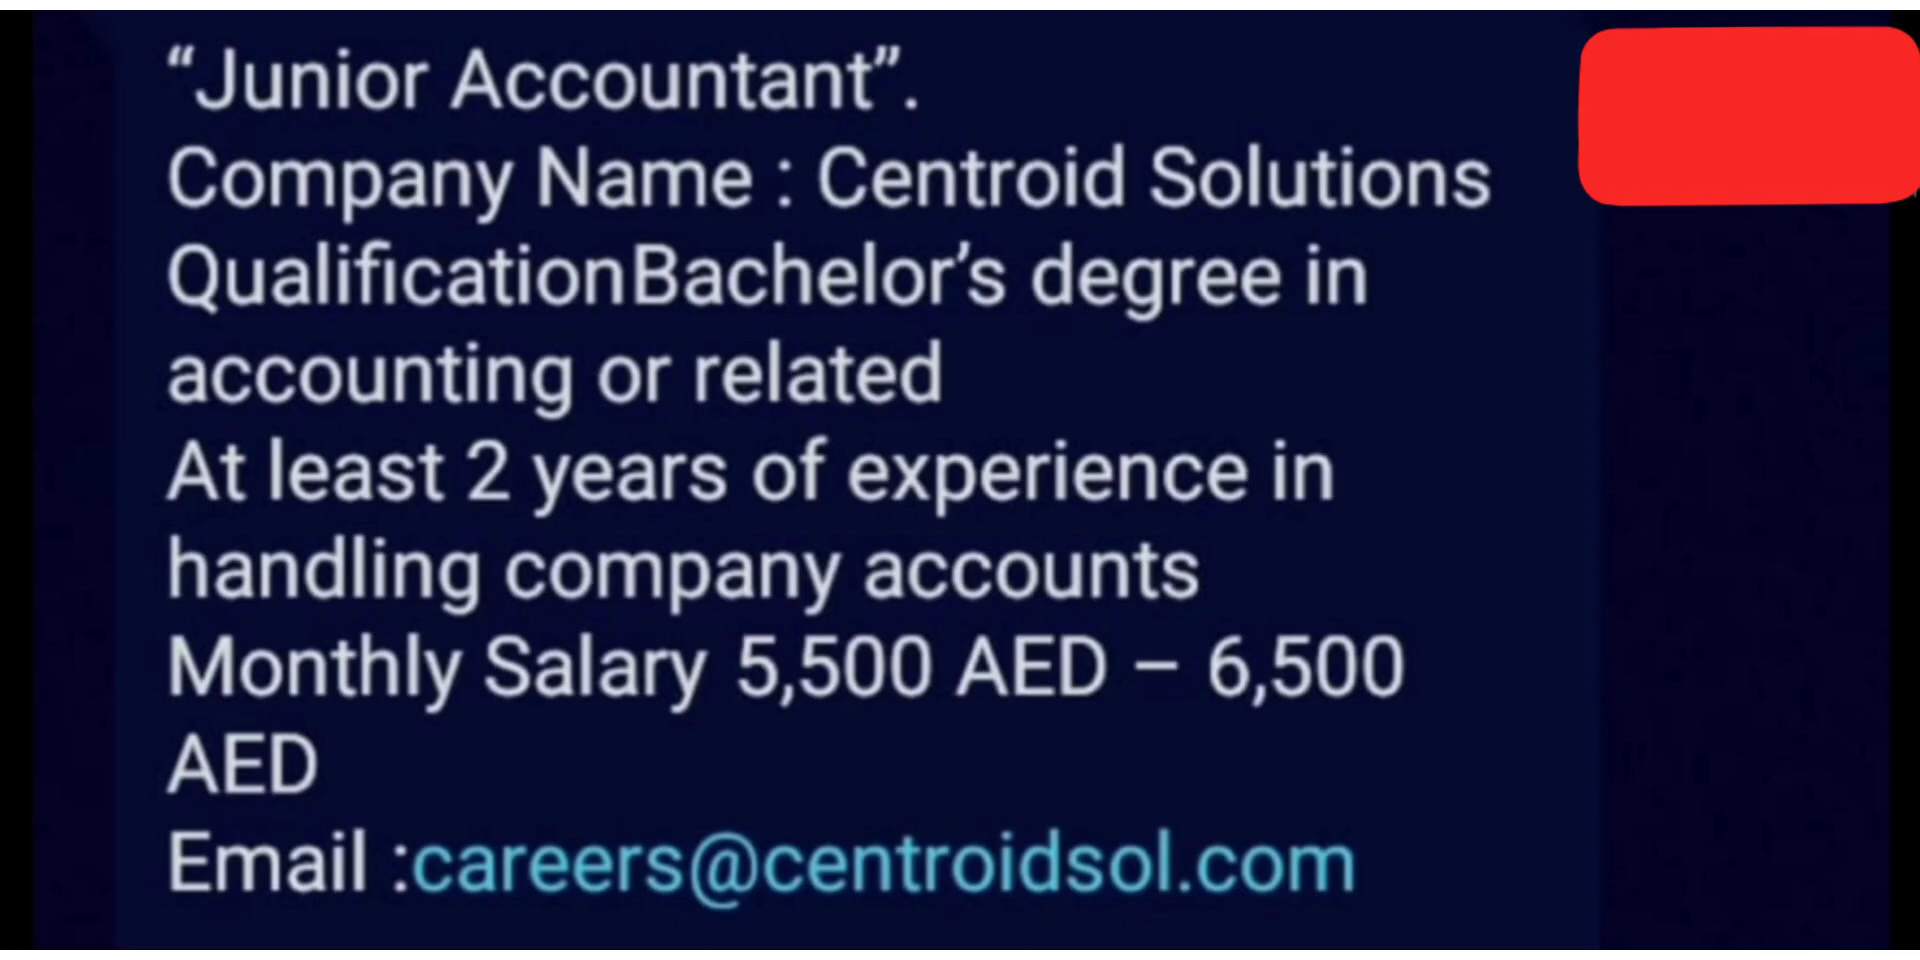 “Junior Accountant”.
Company Name : Centroid Solutions
QualificationBachelor’s degree in
accounting or related
At least 2 years of experience in
handling company accounts
Monthly Salary 5,500 AED – 6,500
AED
Email :careers@centroidsol.com